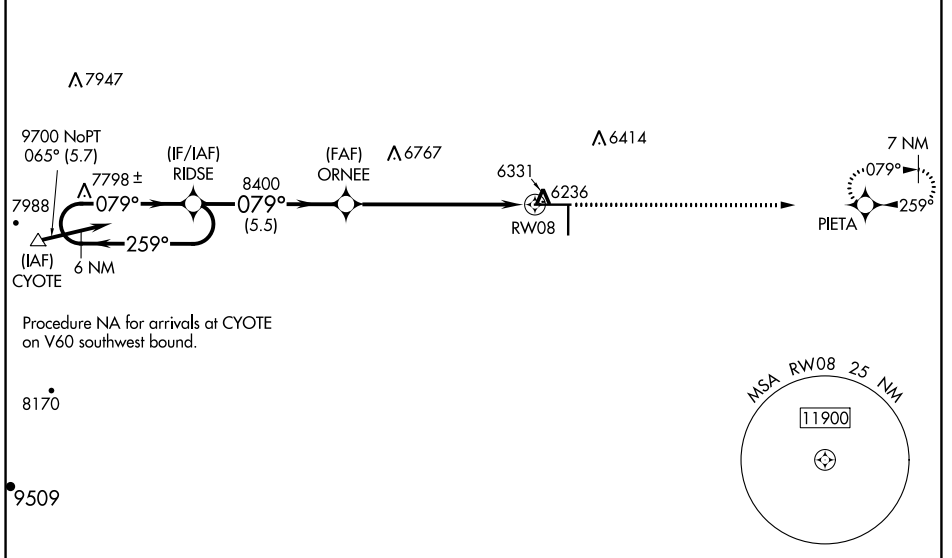 7947
9700 NoPT
065° (5.7)
(IF/IAF)
RIDSE
(FAF)
ORNEE
6767
6414
7 NM
079°
259°
PIETA
7798 ±
079°
8400
079°
(5.5)
6331
6236
RW08
7988
259°
6 NM
(IAF)
CYOTE
Procedure NA for arrivals at CYOTE
on V60 southwest bound.
8170
9509
MSA RW08 25 NM
11900